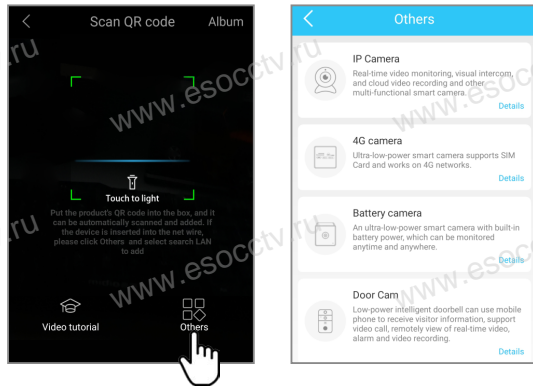 Scan QR code
Album
Touch to light
Put the product's QR code into the box, and it
can be automatically scanned and added. If
the device is inserted into the net wire,
please click Others and select search LAN
to add
Video tutorial
Others
Others
IP Camera
Real-time video monitoring, visual intercom,
and cloud video recording and other
multi-functional smart camera.
Details
4G camera
Ultra-low-power smart camera supports SIM
Card and works on 4G networks.
Details
Battery camera
An ultra-low-power smart camera with built-in
battery power, which can be monitored
anytime and anywhere.
Details
Door Cam
Low-power intelligent doorbell can use mobile
phone to receive visitor information, support
video call, remotely view of real-time video,
alarm and video recording.
Details
www.esocctv.ru
www.esocctv.ru